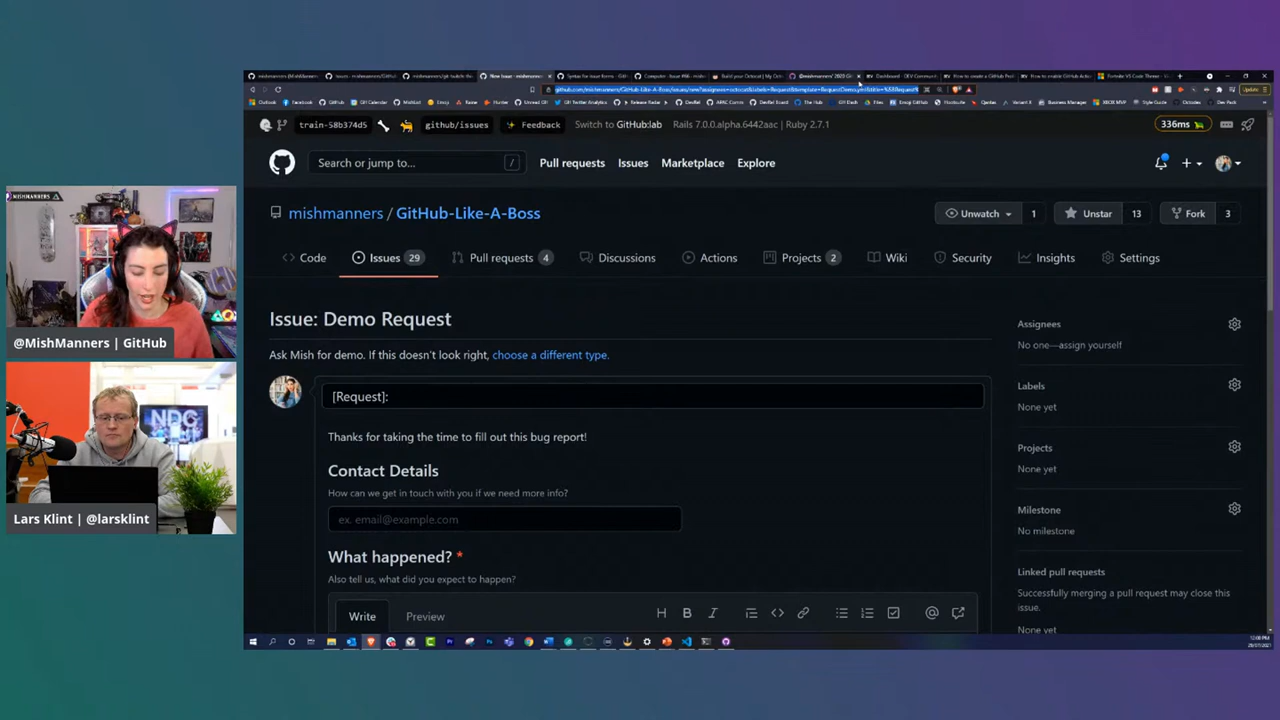 train-58b374d5
github/issues
Feedback
Switch to GitHub:lab
Rails 7.0.0.alpha.6442aac | Ruby 2.7.1
336ms
Search or jump to...
/
Pull requests
Issues
Marketplace
Explore
mishmanners / GitHub-Like-A-Boss
Unwatch
1
Unstar
13
Fork
3
Code
Issues 29
Pull requests 4
Discussions
Actions
Projects 2
Wiki
Security
Insights
Settings
Issue: Demo Request
Ask Mish for demo. If this doesn't look right, choose a different type.
[Request]:
Thanks for taking the time to fill out this bug report!
Contact Details
How can we get in touch with you if we need more info?
ex. email@example.com
What happened? *
Also tell us, what did you expect to happen?
Write
Preview
Assignees
No one—assign yourself
Labels
None yet
Projects
None yet
Milestone
No milestone
Linked pull requests
Successfully merging a pull request may close this
issue.
None yet
@MishManners | GitHub
NDC
Lars Klint | @larsklint